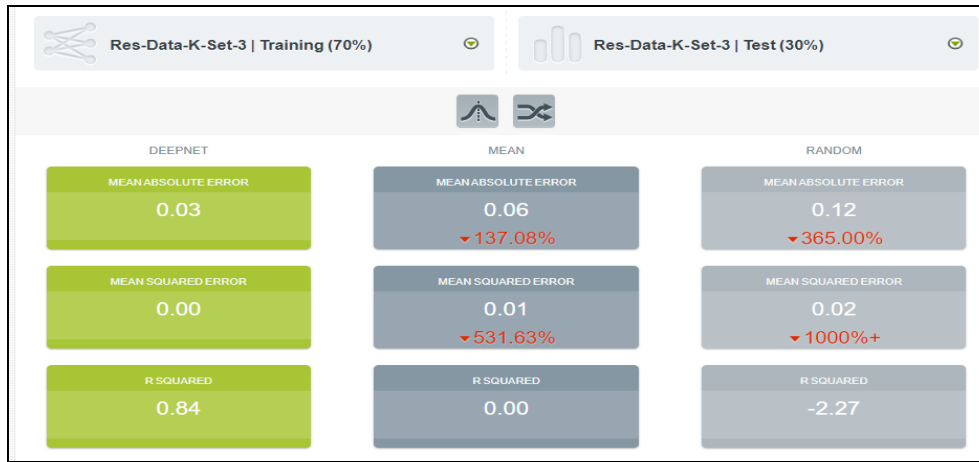 Res-Data-K-Set-3 | Training (70%)
Res-Data-K-Set-3 | Test (30%)
DEEPNET
MEAN
RANDOM
MEAN ABSOLUTE ERROR
0.03
MEAN ABSOLUTE ERROR
0.06
137.08%
MEAN ABSOLUTE ERROR
0.12
365.00%
MEAN SQUARED ERROR
0.00
MEAN SQUARED ERROR
0.01
531.63%
MEAN SQUARED ERROR
0.02
1000%+
R SQUARED
0.84
R SQUARED
0.00
R SQUARED
-2.27